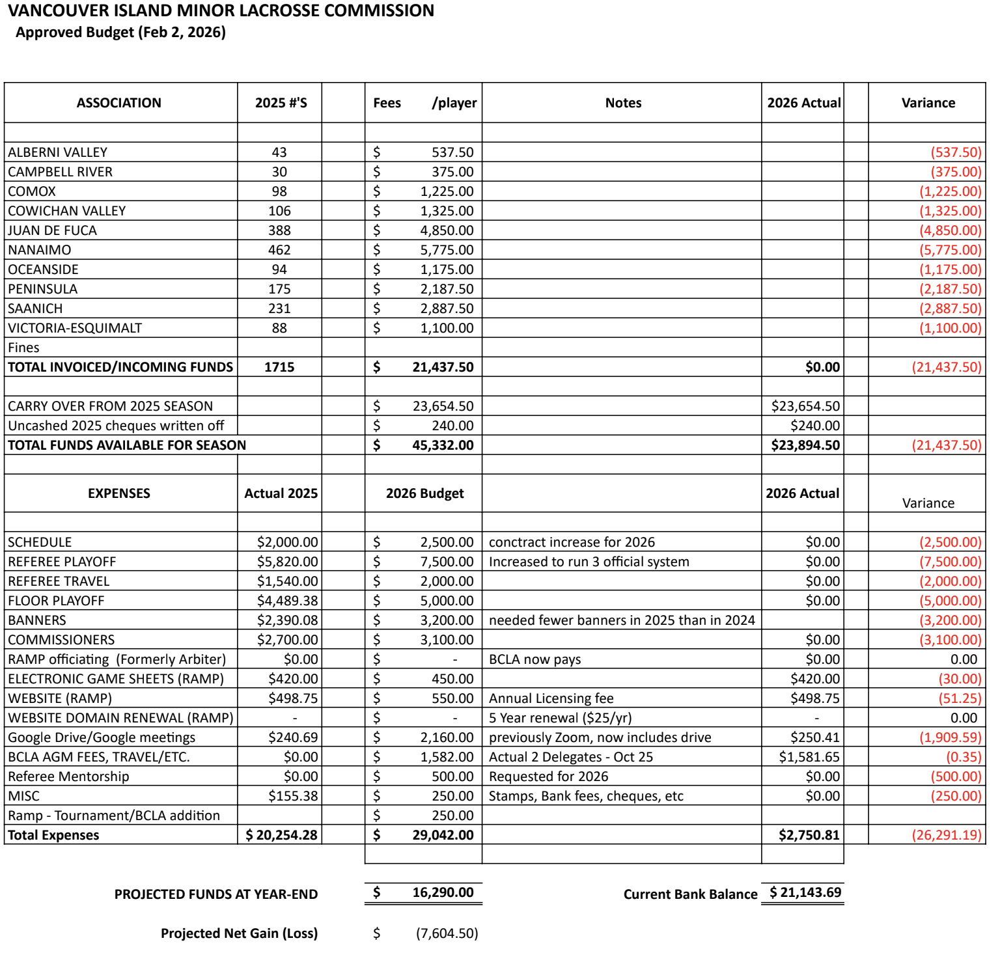 VANCOUVER ISLAND MINOR LACROSSE COMMISSION
Approved Budget (Feb 2, 2026)
ASSOCIATION 2025 #'S Fees /player Notes 2026 Actual Variance
ALBERNI VALLEY 43 $ 537.50 (537.50)
CAMPBELL RIVER 30 $ 375.00 (375.00)
COMOX 98 $ 1,225.00 (1,225.00)
COWICHAN VALLEY 106 $ 1,325.00 (1,325.00)
JUAN DE FUCA 388 $ 4,850.00 (4,850.00)
NANAIMO 462 $ 5,775.00 (5,775.00)
OCEANSIDE 94 $ 1,175.00 (1,175.00)
PENINSULA 175 $ 2,187.50 (2,187.50)
SAANICH 231 $ 2,887.50 (2,887.50)
VICTORIA-ESQUIMALT 88 $ 1,100.00 (1,100.00)
Fines
TOTAL INVOICED/INCOMING FUNDS 1715 $ 21,437.50 $0.00 (21,437.50)
CARRY OVER FROM 2025 SEASON $ 23,654.50 $23,654.50
Uncashed 2025 cheques written off $ 240.00 $240.00
TOTAL FUNDS AVAILABLE FOR SEASON $ 45,332.00 $23,894.50 (21,437.50)
EXPENSES Actual 2025 2026 Budget 2026 Actual Variance
SCHEDULE $2,000.00 $ 2,500.00 conctract increase for 2026 $0.00 (2,500.00)
REFEREE PLAYOFF $5,820.00 $ 7,500.00 Increased to run 3 official system $0.00 (7,500.00)
REFEREE TRAVEL $1,540.00 $ 2,000.00 $0.00 (2,000.00)
FLOOR PLAYOFF $4,489.38 $ 5,000.00 $0.00 (5,000.00)
BANNERS $2,390.08 $ 3,200.00 needed fewer banners in 2025 than in 2024 (3,200.00)
COMMISSIONERS $2,700.00 $ 3,100.00 $0.00 (3,100.00)
RAMP officiating (Formerly Arbiter) $0.00 $ - BCLA now pays $0.00 0.00
ELECTRONIC GAME SHEETS (RAMP) $420.00 $ 450.00 $420.00 (30.00)
WEBSITE (RAMP) $498.75 $ 550.00 Annual Licensing fee $498.75 (51.25)
WEBSITE DOMAIN RENEWAL (RAMP) - $ - 5 Year renewal ($25/yr) - 0.00
Google Drive/Google meetings $240.69 $ 2,160.00 previously Zoom, now includes drive $250.41 (1,909.59)
BCLA AGM FEES, TRAVEL/ETC. $0.00 $ 1,582.00 Actual 2 Delegates - Oct 25 $1,581.65 (0.35)
Referee Mentorship $0.00 $ 500.00 Requested for 2026 $0.00 (500.00)
MISC $155.38 $ 250.00 Stamps, Bank fees, cheques, etc $0.00 (250.00)
Ramp - Tournament/BCLA addition $ 250.00
Total Expenses $ 20,254.28 $ 29,042.00 $2,750.81 (26,291.19)
PROJECTED FUNDS AT YEAR-END $ 16,290.00 Current Bank Balance $ 21,143.69
Projected Net Gain (Loss) $ (7,604.50)